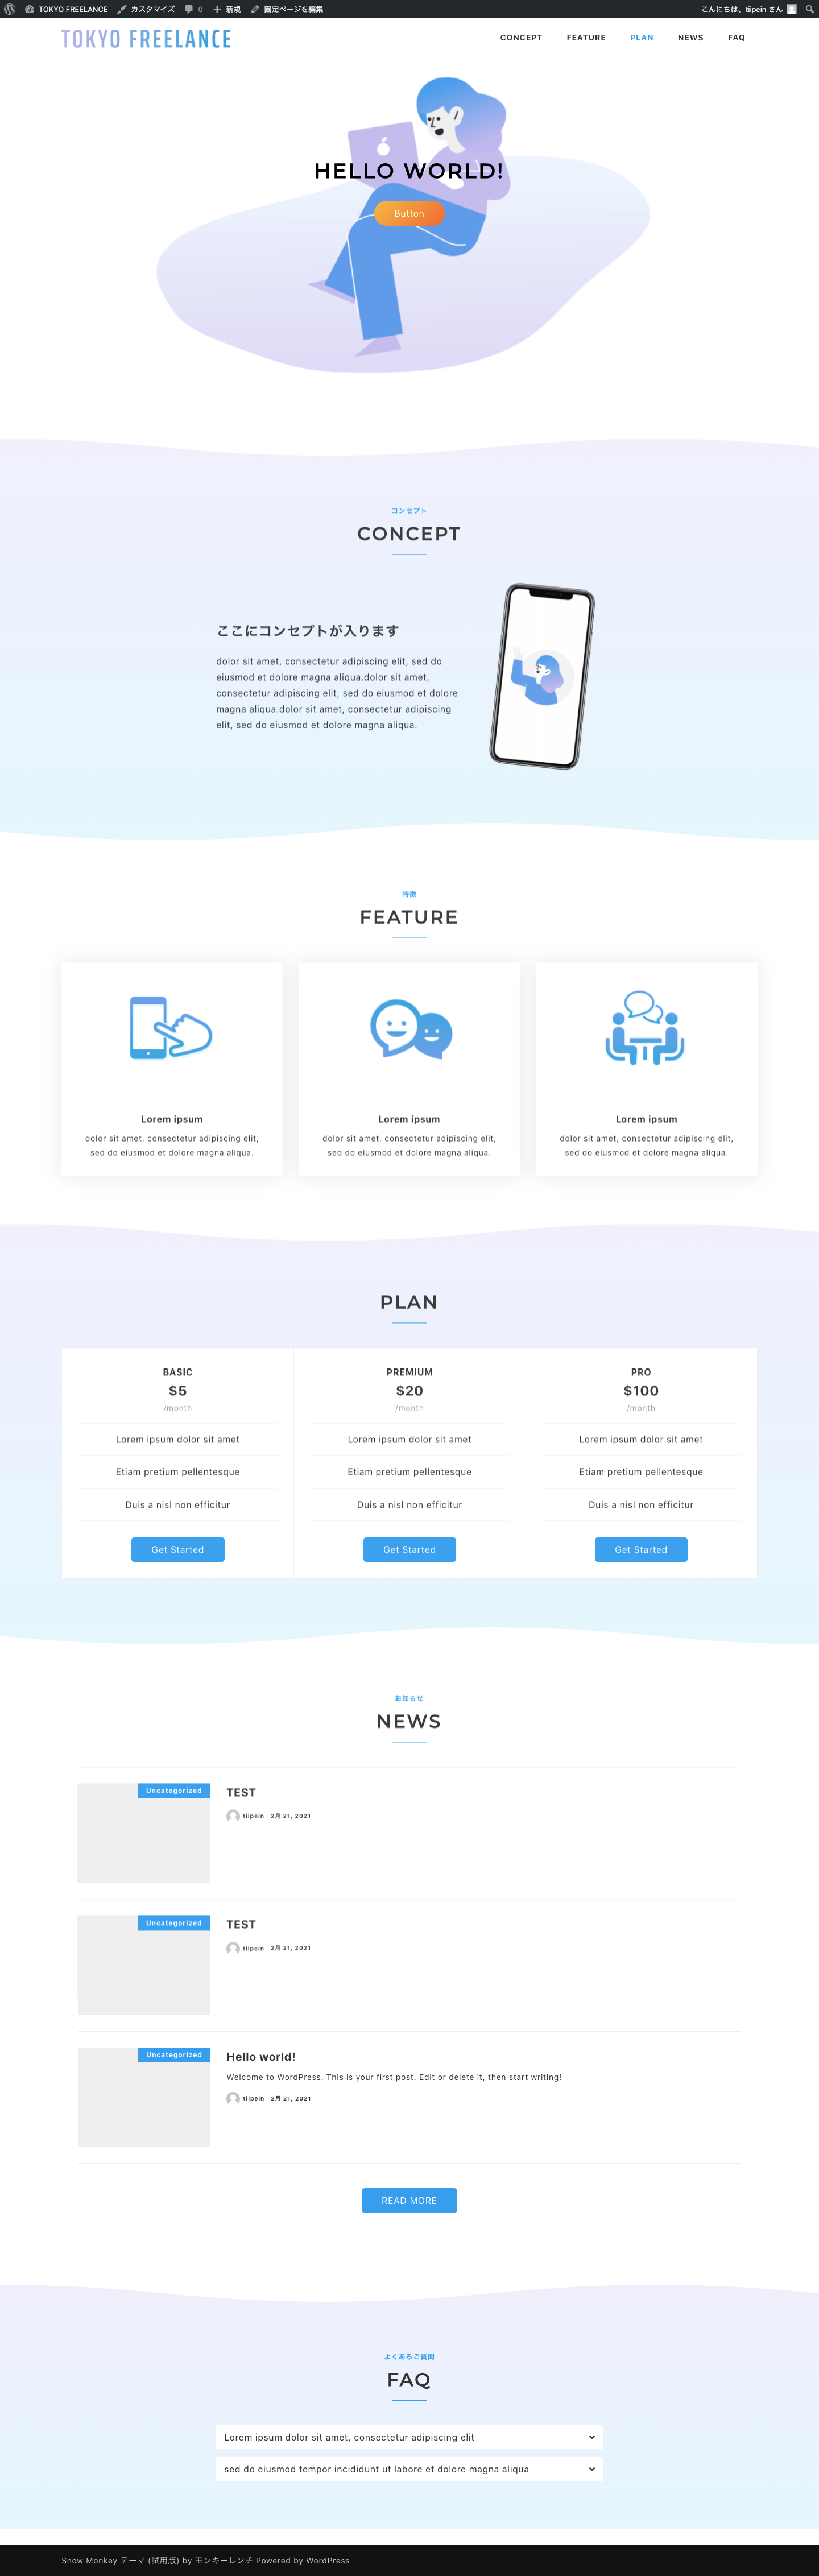 TOKYO FREELANCE カスタマイズ 0 新規 固定ページを編集 こんにちは、tiipein さん
TOKYO FREELANCE
CONCEPT FEATURE PLAN NEWS FAQ
HELLO WORLD!
Button
コンセプト
CONCEPT
ここにコンセプトが入ります
dolor sit amet, consectetur adipiscing elit, sed do
eiusmod et dolore magna aliqua.dolor sit amet,
consectetur adipiscing elit, sed do eiusmod et dolore
magna aliqua.dolor sit amet, consectetur adipiscing
elit, sed do eiusmod et dolore magna aliqua.
特徴
FEATURE
Lorem ipsum
dolor sit amet, consectetur adipiscing elit,
sed do eiusmod et dolore magna aliqua.
Lorem ipsum
dolor sit amet, consectetur adipiscing elit,
sed do eiusmod et dolore magna aliqua.
Lorem ipsum
dolor sit amet, consectetur adipiscing elit,
sed do eiusmod et dolore magna aliqua.
PLAN
BASIC
$5
/month
Lorem ipsum dolor sit amet
Etiam pretium pellentesque
Duis a nisl non efficitur
Get Started
PREMIUM
$20
/month
Lorem ipsum dolor sit amet
Etiam pretium pellentesque
Duis a nisl non efficitur
Get Started
PRO
$100
/month
Lorem ipsum dolor sit amet
Etiam pretium pellentesque
Duis a nisl non efficitur
Get Started
お知らせ
NEWS
Uncategorized
TEST
tiipein 2月 21, 2021
Uncategorized
TEST
tiipein 2月 21, 2021
Uncategorized
Hello world!
Welcome to WordPress. This is your first post. Edit or delete it, then start writing!
tiipein 2月 21, 2021
READ MORE
よくあるご質問
FAQ
Lorem ipsum dolor sit amet, consectetur adipiscing elit
sed do eiusmod tempor incididunt ut labore et dolore magna aliqua
Snow Monkey テーマ (試用版) by モンキーレンチ Powered by WordPress